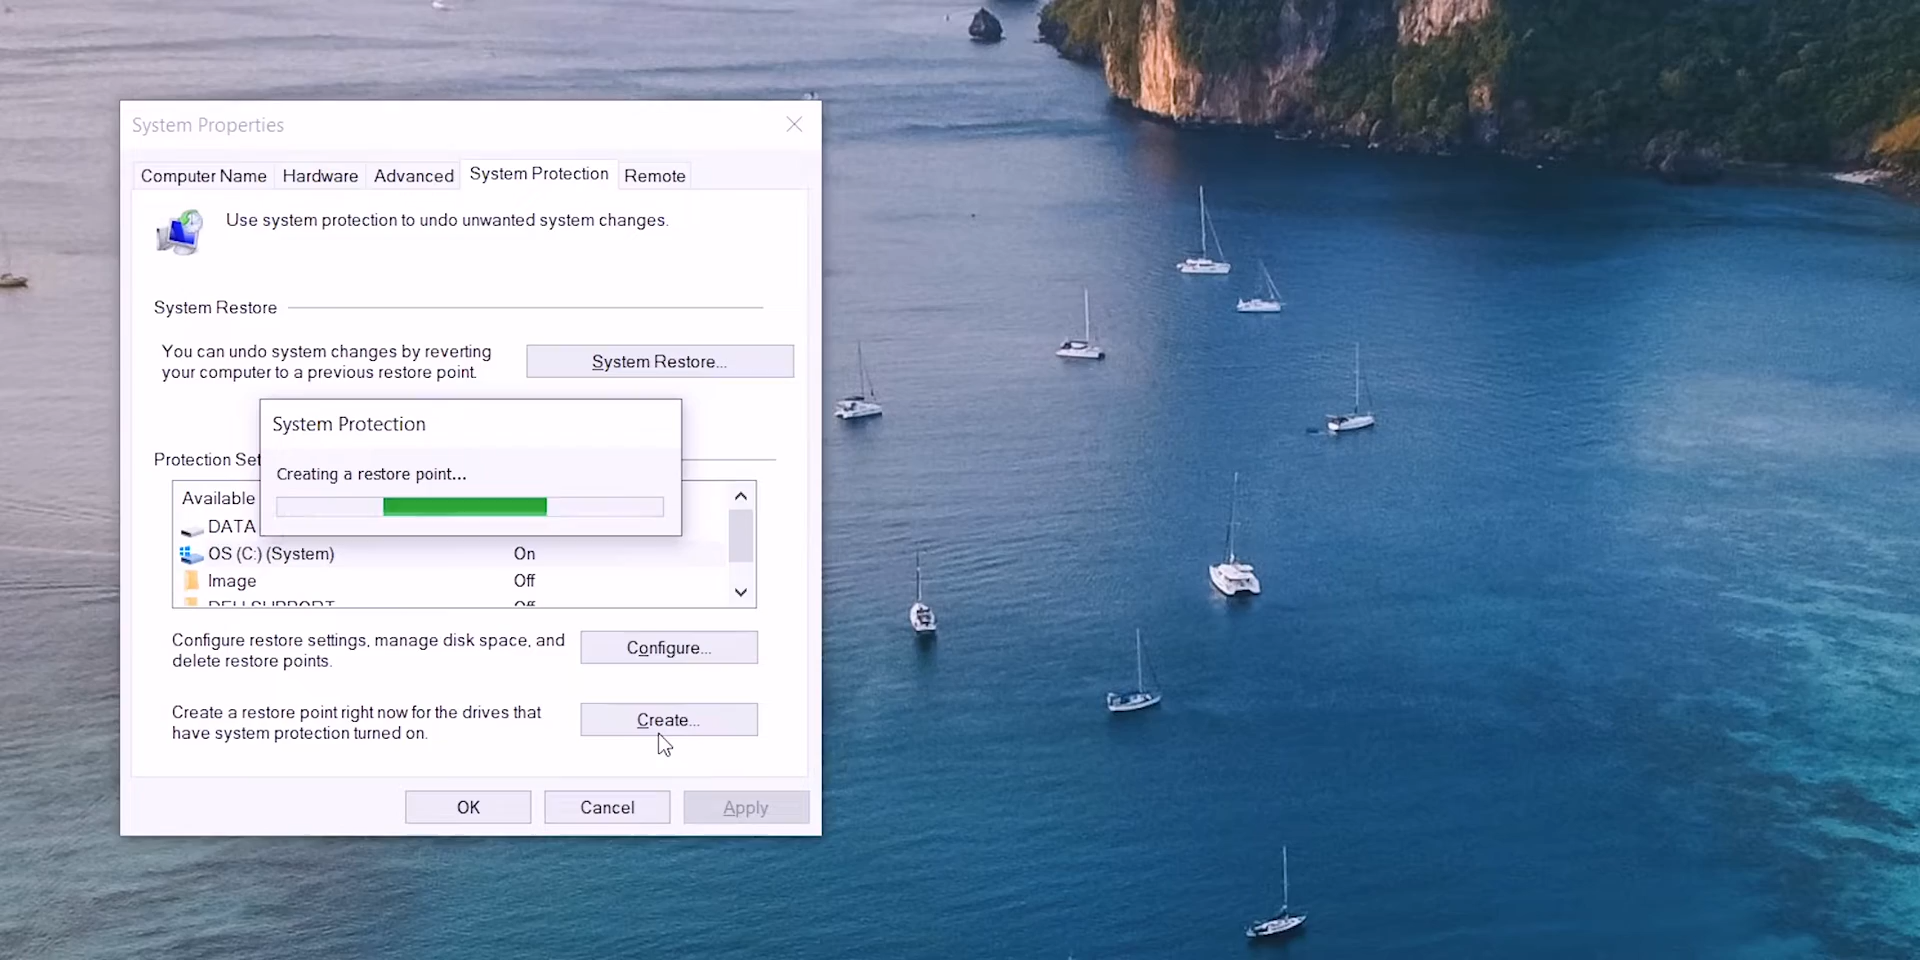 System Properties
Computer Name
Hardware
Advanced
System Protection
Remote
Use system protection to undo unwanted system changes.
System Restore
You can undo system changes by reverting
your computer to a previous restore point.
System Restore...
System Protection
Creating a restore point...
Protection Set
Available
DATA
OS (C:) (System) On
Image Off
DELLSUPPORT Off
Configure restore settings, manage disk space, and
delete restore points.
Configure...
Create a restore point right now for the drives that
have system protection turned on.
Create...
OK
Cancel
Apply